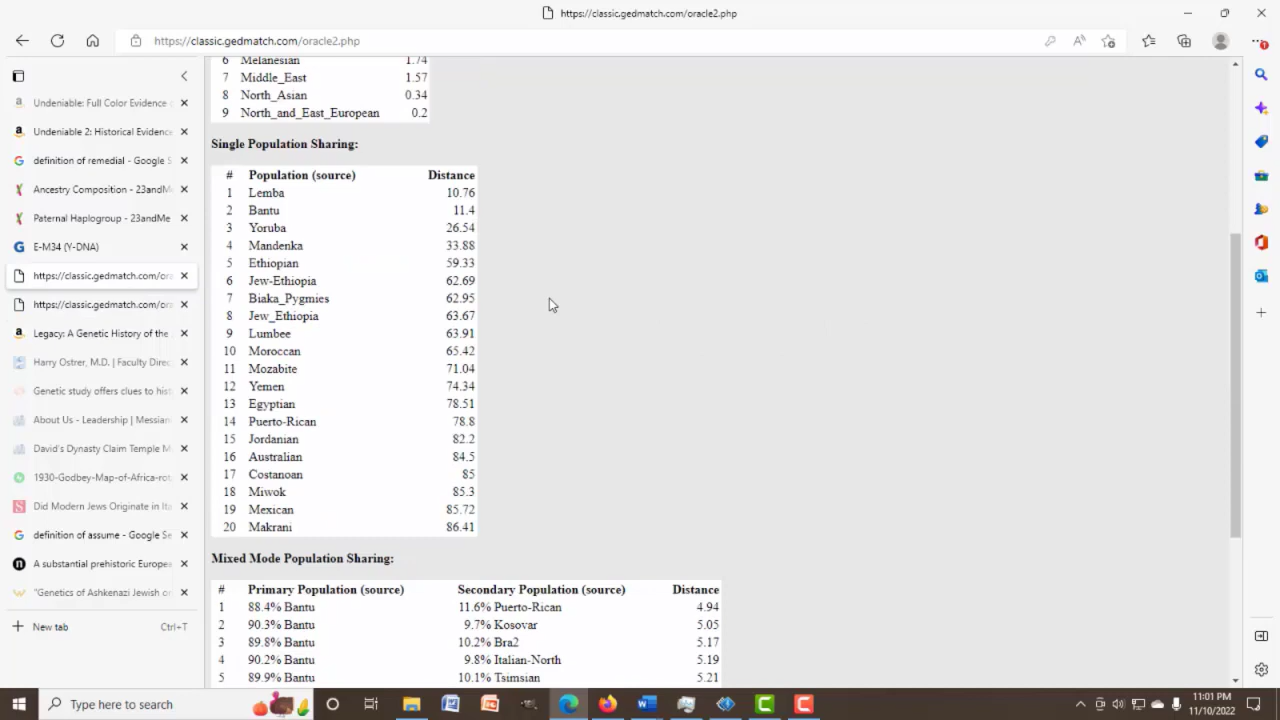 https://classic.gedmatch.com/oracle2.php
https://classic.gedmatch.com/oracle2.php
Undeniable: Full Color Evidence
Undeniable 2: Historical Evidence
definition of remedial - Google S
Ancestry Composition - 23andMe
Paternal Haplogroup - 23andMe
E-M34 (Y-DNA)
https://classic.gedmatch.com/ora
https://classic.gedmatch.com/ora
Legacy: A Genetic History of the
Harry Ostrer, M.D. | Faculty Direc
Genetic study offers clues to hist
About Us - Leadership | Messian
David's Dynasty Claim Temple M
1930-Godbey-Map-of-Africa-rot
Did Modern Jews Originate in Ita
definition of assume - Google Se
A substantial prehistoric Europea
"Genetics of Ashkenazi Jewish or
New tab Ctrl+T
6 Melanesian 1.74
7 Middle_East 1.57
8 North_Asian 0.34
9 North_and_East_European 0.2
Single Population Sharing:
# Population (source) Distance
1 Lemba 10.76
2 Bantu 11.4
3 Yoruba 26.54
4 Mandenka 33.88
5 Ethiopian 59.33
6 Jew-Ethiopia 62.69
7 Biaka_Pygmies 62.95
8 Jew_Ethiopia 63.67
9 Lumbee 63.91
10 Moroccan 65.42
11 Mozabite 71.04
12 Yemen 74.34
13 Egyptian 78.51
14 Puerto-Rican 78.8
15 Jordanian 82.2
16 Australian 84.5
17 Costanoan 85
18 Miwok 85.3
19 Mexican 85.72
20 Makrani 86.41
Mixed Mode Population Sharing:
# Primary Population (source) Secondary Population (source) Distance
1 88.4% Bantu 11.6% Puerto-Rican 4.94
2 90.3% Bantu 9.7% Kosovar 5.05
3 89.8% Bantu 10.2% Bra2 5.17
4 90.2% Bantu 9.8% Italian-North 5.19
5 89.9% Bantu 10.1% Tsimsian 5.21
Type here to search
11:01 PM
11/10/2022